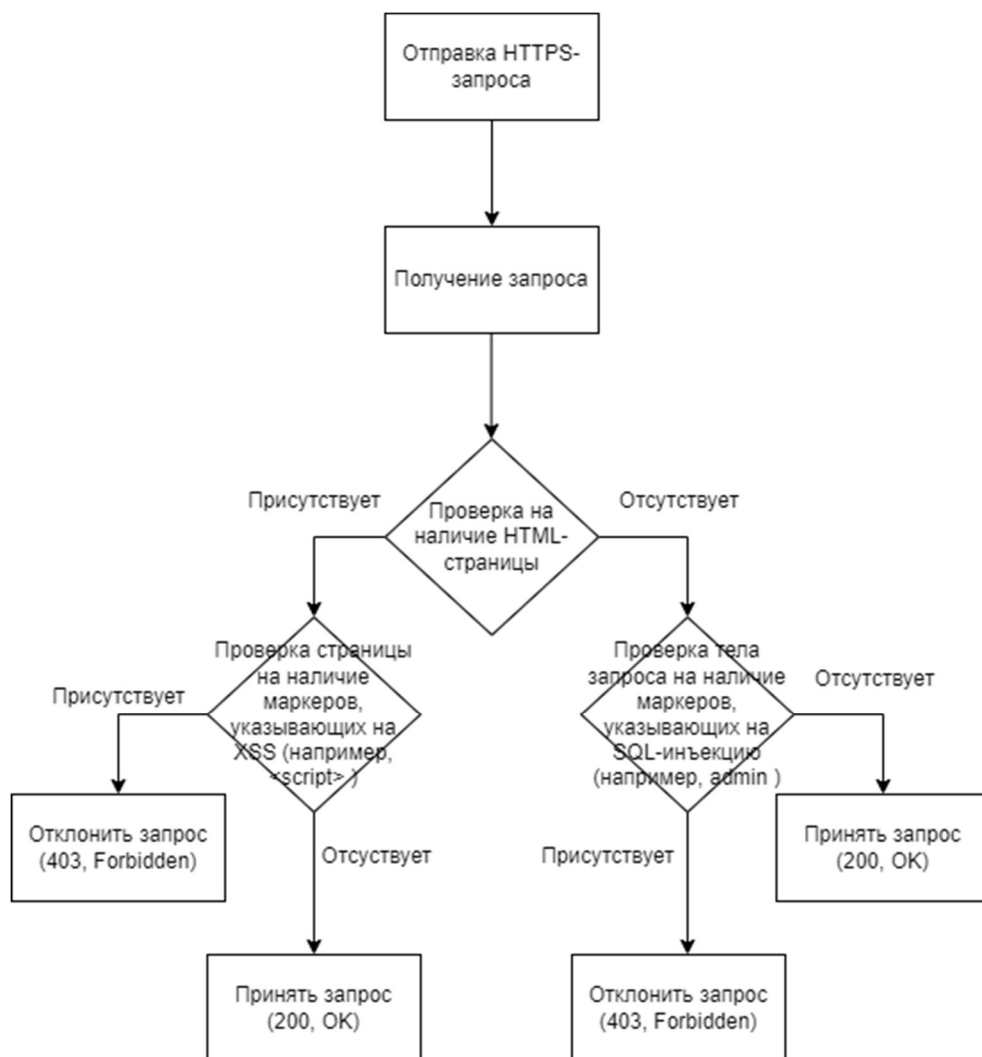 Отправка HTTPS-
запроса
Получение запроса
Присутствует
Отсутствует
Проверка на
наличие HTML-
страницы
Проверка страницы
на наличие
маркеров,
указывающих на
XSS (например,
<script> )
Проверка тела
запроса на наличие
маркеров,
указывающих на
SQL-инъекцию
(например, admin )
Присутствует
Отсутствует
Отклонить запрос
(403, Forbidden)
Отсуствует
Присутствует
Принять запрос
(200, OK)
Принять запрос
(200, OK)
Отклонить запрос
(403, Forbidden)